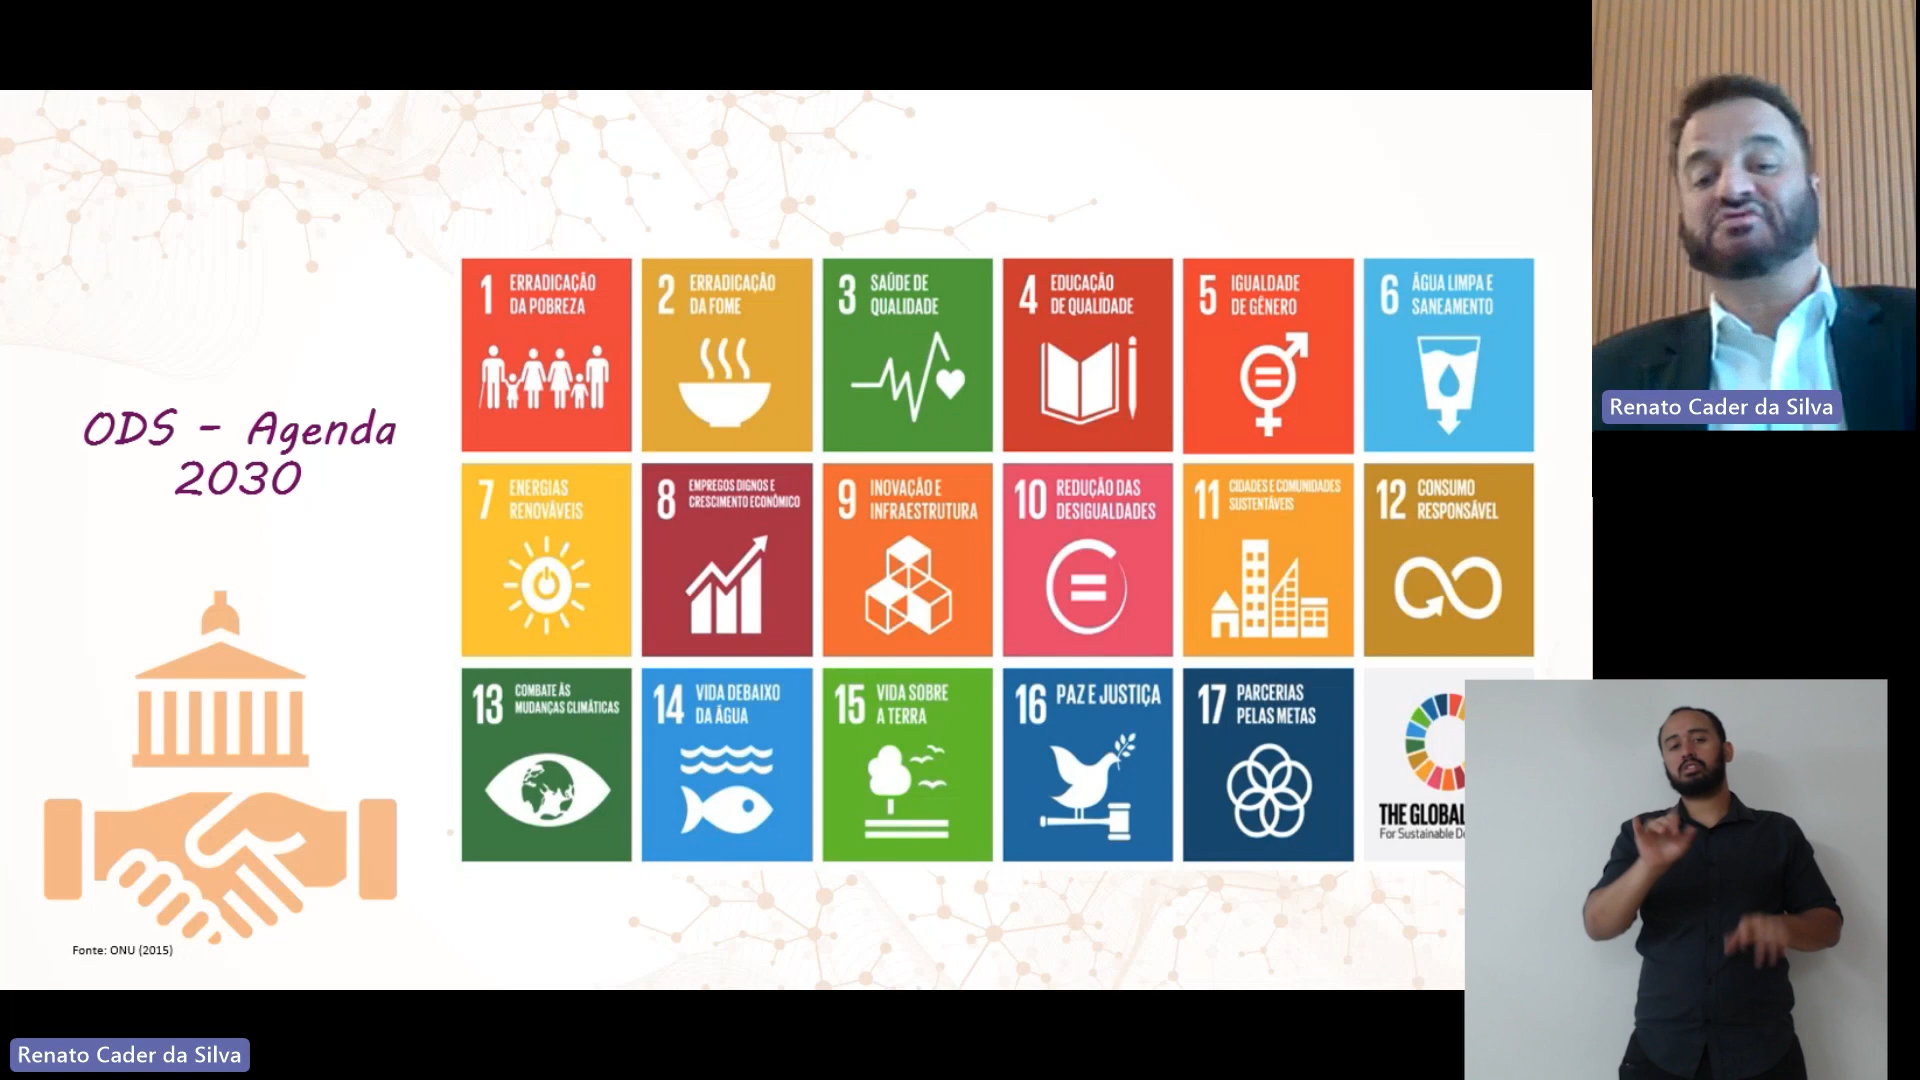 ODS - Agenda
2030
1 ERRADICAÇÃO
DA POBREZA
2 ERRADICAÇÃO
DA FOME
3 SAÚDE DE
QUALIDADE
4 EDUCAÇÃO
DE QUALIDADE
5 IGUALDADE
DE GÊNERO
6 ÁGUA LIMPA E
SANEAMENTO
7 ENERGIAS
RENOVÁVEIS
8 EMPREGOS DIGNOS E
CRESCIMENTO ECONÔMICO
9 INOVAÇÃO E
INFRAESTRUTURA
10 REDUÇÃO DAS
DESIGUALDADES
11 CIDADES E COMUNIDADES
SUSTENTÁVEIS
12 CONSUMO
RESPONSÁVEL
13 COMBATE ÀS
MUDANÇAS CLIMÁTICAS
14 VIDA DEBAIXO
DA ÁGUA
15 VIDA SOBRE
A TERRA
16 PAZ E JUSTIÇA
17 PARCERIAS
PELAS METAS
THE GLOBAL
For Sustainable
Fonte: ONU (2015)
Renato Cader da Silva
Renato Cader da Silva